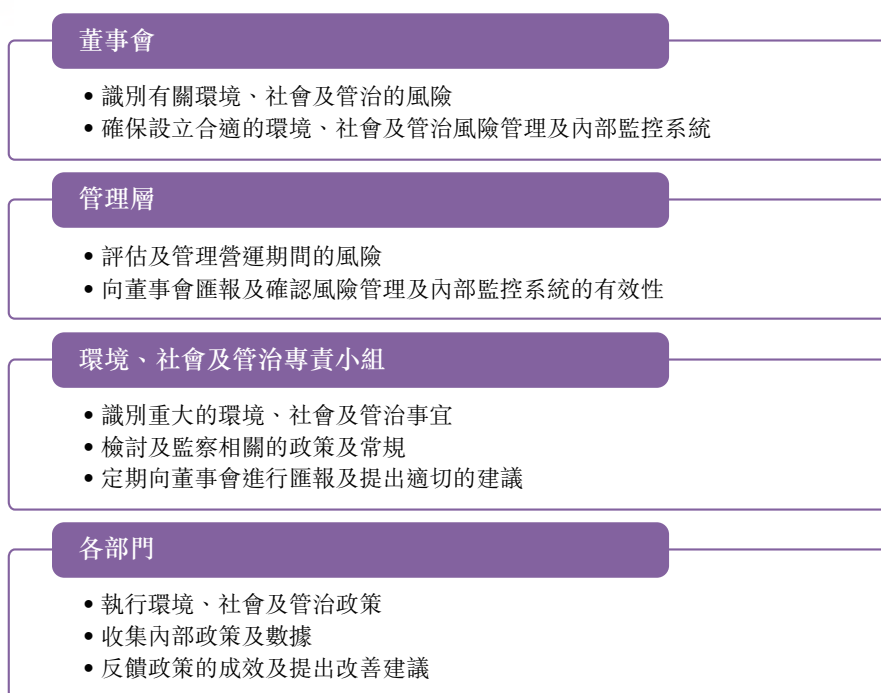 董事會
• 識別有關環境、社會及管治的風險
• 確保設立合適的環境、社會及管治風險管理及內部監控系統
管理層
• 評估及管理營運期間的風險
• 向董事會匯報及確認風險管理及內部監控系統的有效性
環境、社會及管治專責小組
• 識別重大的環境、社會及管治事宜
• 檢討及監察相關的政策及常規
• 定期向董事會進行匯報及提出適切的建議
各部門
• 執行環境、社會及管治政策
• 收集內部政策及數據
• 反饋政策的成效及提出改善建議